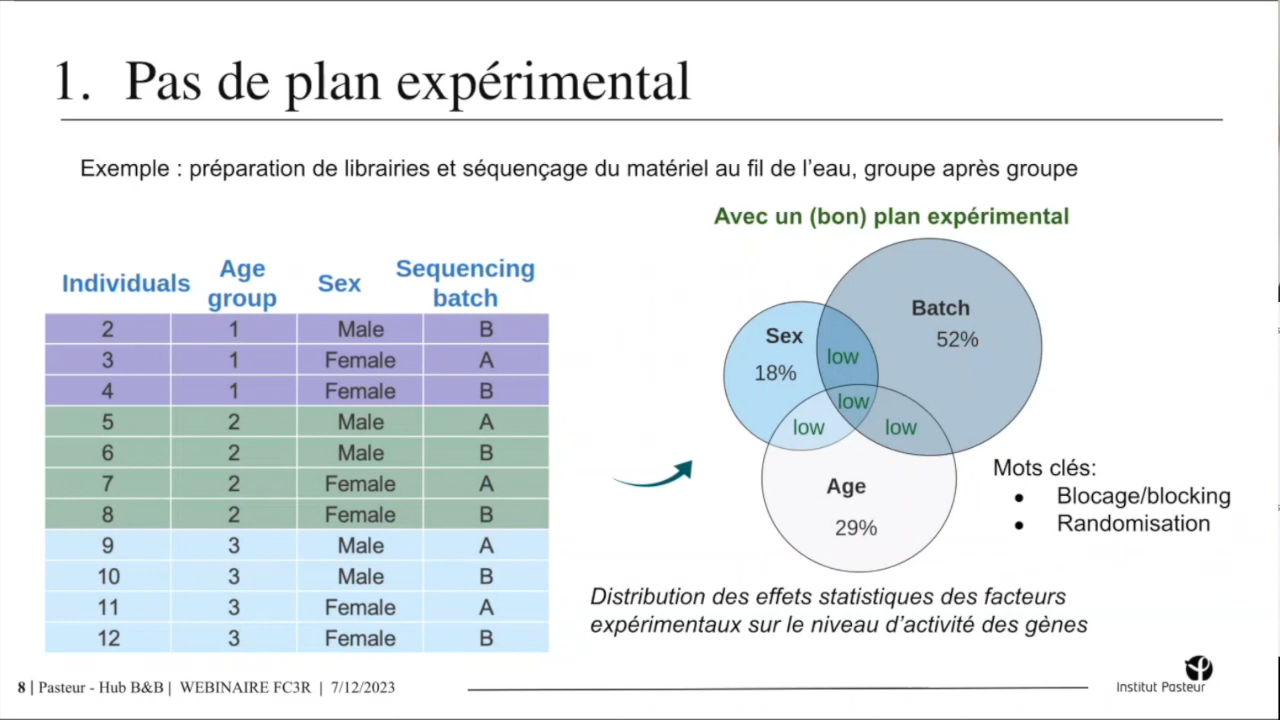 1. Pas de plan expérimental
Exemple : préparation de librairies et séquençage du matériel au fil de l'eau, groupe après groupe
Avec un (bon) plan expérimental
Individuals Age group Sex Sequencing batch
2 1 Male B
3 1 Female A
4 1 Female B
5 2 Male A
6 2 Male B
7 2 Female A
8 2 Female B
9 3 Male A
10 3 Male B
11 3 Female A
12 3 Female B
Batch
52%
Sex
18%
low
low
low
low
Age
29%
Mots clés:
● Blocage/blocking
● Randomisation
Distribution des effets statistiques des facteurs
expérimentaux sur le niveau d'activité des gènes
8 | Pasteur - Hub B&B | WEBINAIRE FC3R | 7/12/2023
Institut Pasteur